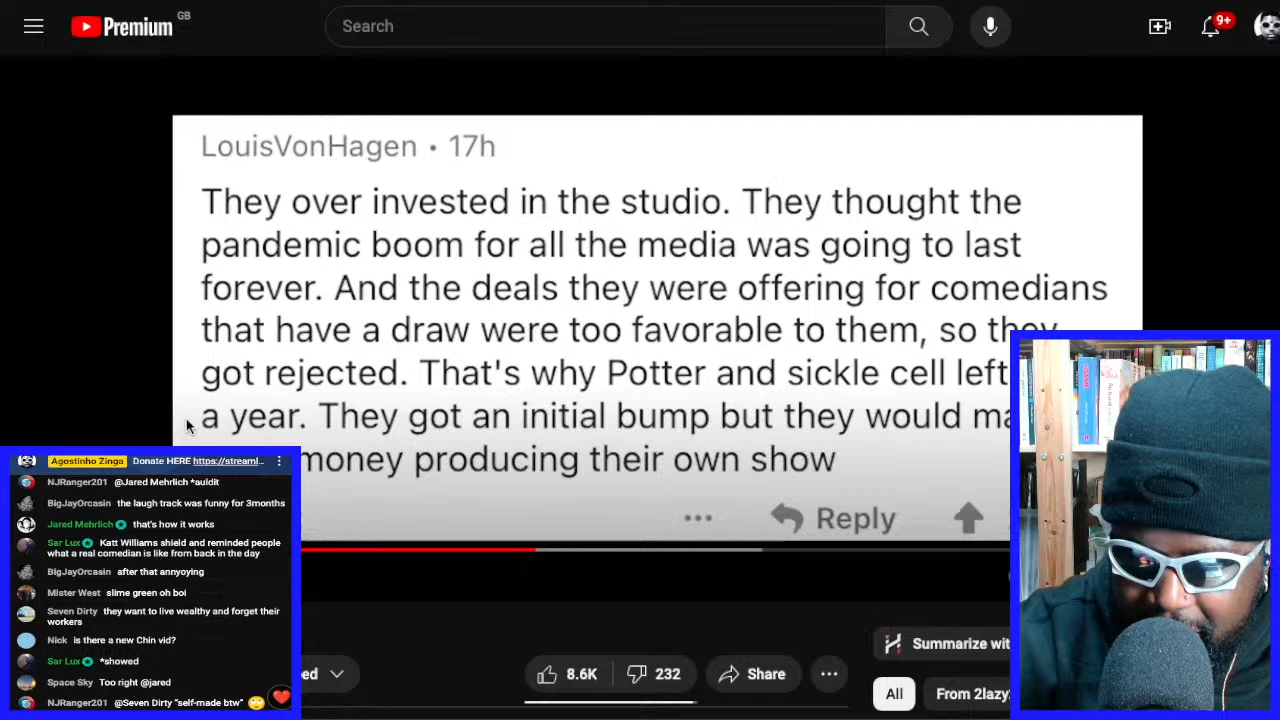 Premium GB
Search
9+
LouisVonHagen • 17h
They over invested in the studio. They thought the
pandemic boom for all the media was going to last
forever. And the deals they were offering for comedians
that have a draw were too favorable to them, so they
got rejected. That's why Potter and sickle cell left
a year. They got an initial bump but they would
money producing their own show
... Reply
Agostinho Zinga Donate HERE https://streaml...
NJRanger201 @Jared Mehrlich *auldit
BigJayOrcasin the laugh track was funny for 3months
Jared Mehrlich that's how it works
Sar Lux Katt Williams shield and reminded people
what a real comedian is like from back in the day
BigJayOrcasin after that annyoying
Mister West slime green oh boi
Seven Dirty they want to live wealthy and forget their
workers
Nick is there a new Chin vid?
Sar Lux *showed
Space Sky Too right @jared
NJRanger201 @Seven Dirty "self-made btw"
8.6K 232 Share ...
Summarize
All From